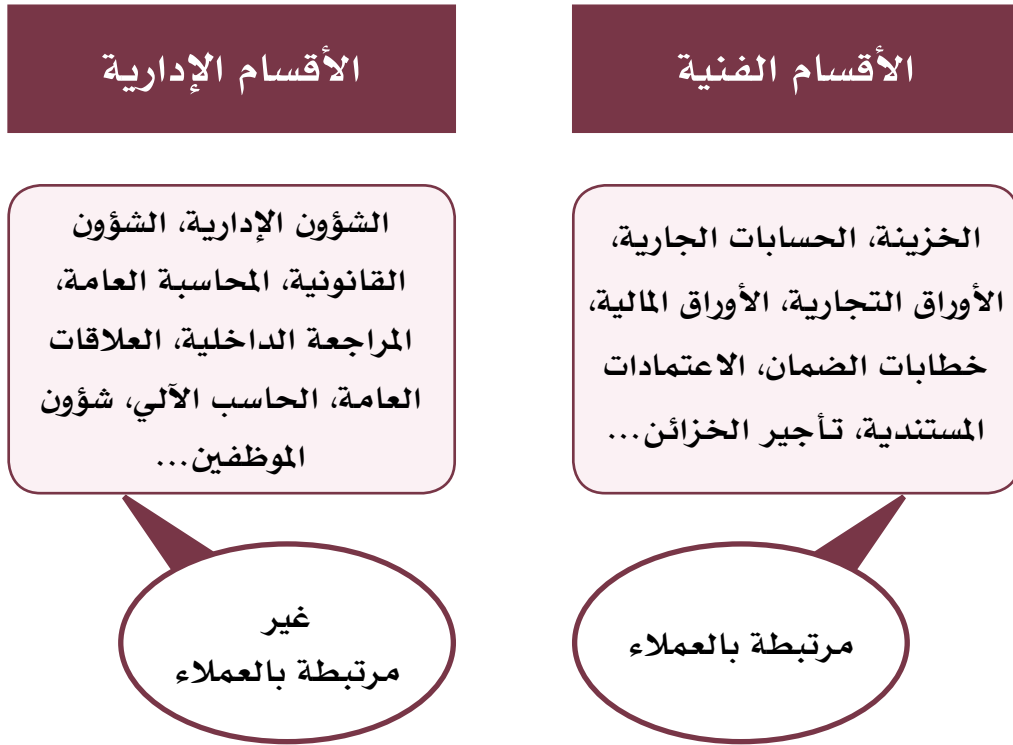 الأقسام الفنية
الخزينة، الحسابات الجارية،
الأوراق التجارية، الأوراق المالية،
خطابات الضمان، الاعتمادات
المستندية، تأجير الخزائن...
مرتبطة بالعملاء
الأقسام الإدارية
الشؤون الإدارية، الشؤون
القانونية، المحاسبة العامة،
المراجعة الداخلية، العلاقات
العامة، الحاسب الآلي، شؤون
الموظفين...
غير
مرتبطة بالعملاء